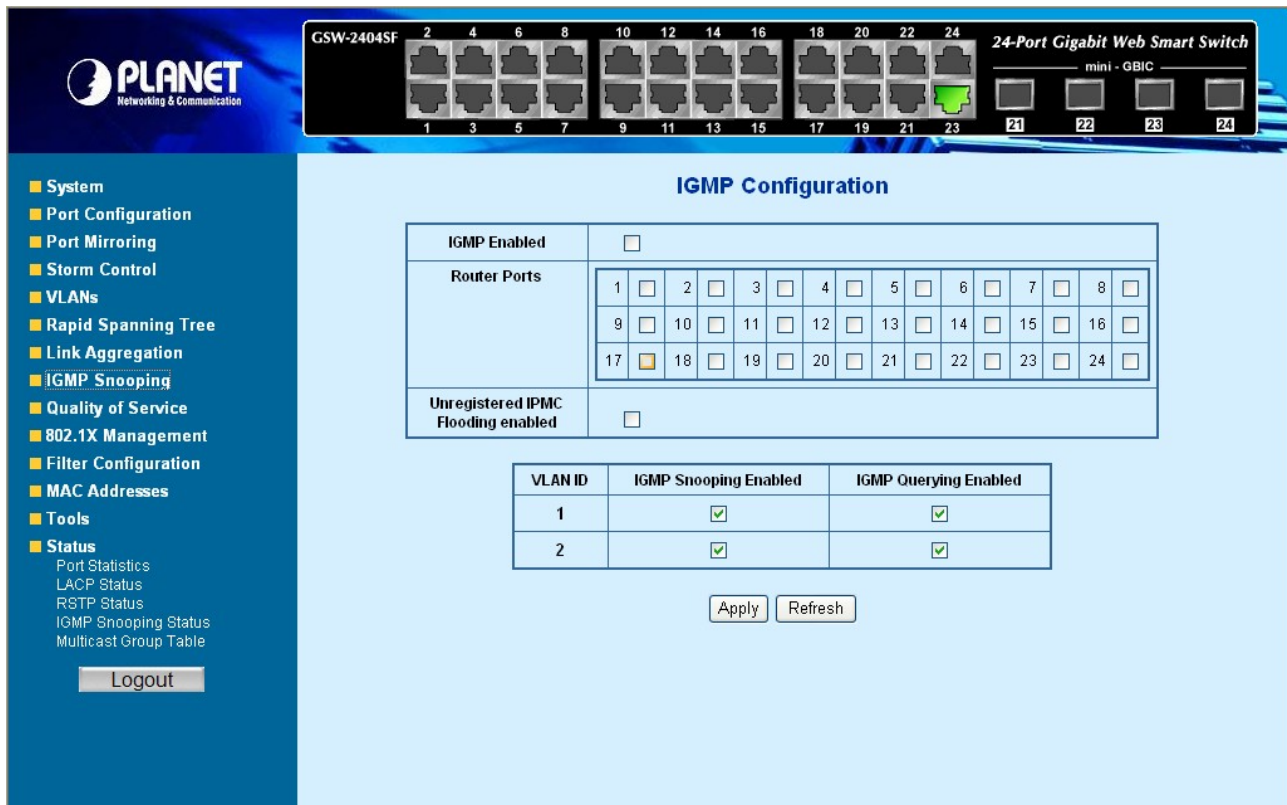 PLANET
Networking & Communication
GSW-2404SF
2 4 6 8 10 12 14 16 18 20 22 24
1 3 5 7 9 11 13 15 17 19 21 23
24-Port Gigabit Web Smart Switch
mini - GBIC
21 22 23 24
System
Port Configuration
Port Mirroring
Storm Control
VLANs
Rapid Spanning Tree
Link Aggregation
IGMP Snooping
Quality of Service
802.1X Management
Filter Configuration
MAC Addresses
Tools
Status
Port Statistics
LACP Status
RSTP Status
IGMP Snooping Status
Multicast Group Table
Logout
IGMP Configuration
IGMP Enabled
Router Ports
1 2 3 4 5 6 7 8
9 10 11 12 13 14 15 16
17 18 19 20 21 22 23 24
Unregistered IPMC
Flooding enabled
VLAN ID IGMP Snooping Enabled IGMP Querying Enabled
1
2
Apply Refresh